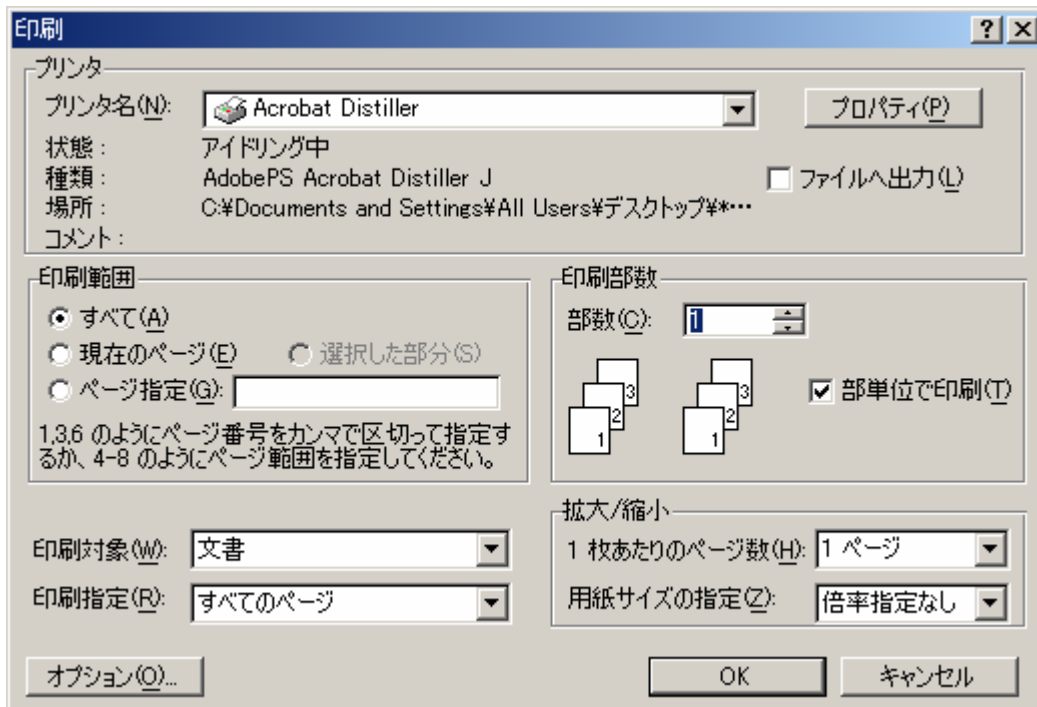 印刷
プリンタ
プリンタ名(N): Acrobat Distiller プロパティ(P)
状態： アイドリング中
種類： AdobePS Acrobat Distiller J ファイルへ出力(L)
場所： C:¥Documents and Settings¥All Users¥デスクトップ¥*…
コメント：
印刷範囲
すべて(A)
現在のページ(E) 選択した部分(S)
ページ指定(G):
1,3,6 のようにページ番号をカンマで区切って指定す
るか、4-8 のようにページ範囲を指定してください。
印刷部数
部数(C): 1
1 2 3 1 2 3
部単位で印刷(T)
印刷対象(W): 文書
印刷指定(R): すべてのページ
拡大/縮小
1 枚あたりのページ数(H): 1 ページ
用紙サイズの指定(Z): 倍率指定なし
オプション(O)... OK キャンセル